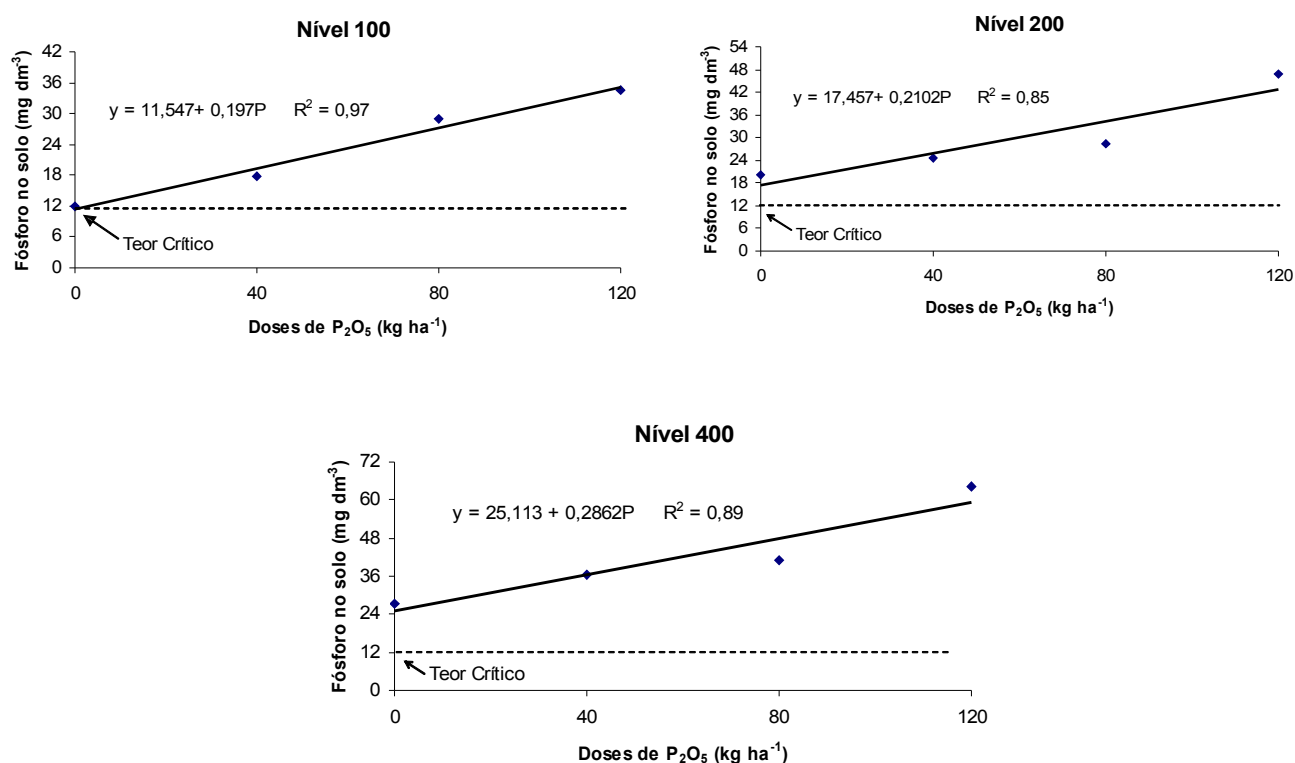 Nível 100
Fósforo no solo (mg dm⁻³)
42
36
30
24
18
12
6
0
y = 11,547+ 0,197P R² = 0,97
Teor Crítico
0 40 80 120
Doses de P₂O₅ (kg ha⁻¹)
Nível 200
Fósforo no solo (mg dm⁻³)
54
48
42
36
30
24
18
12
6
0
y = 17,457+ 0,2102P R² = 0,85
Teor Crítico
0 40 80 120
Doses de P₂O₅ (kg ha⁻¹)
Nível 400
Fósforo no solo (mg dm⁻³)
72
60
48
36
24
12
0
y = 25,113 + 0,2862P R² = 0,89
Teor Crítico
0 40 80 120
Doses de P₂O₅ (kg ha⁻¹)